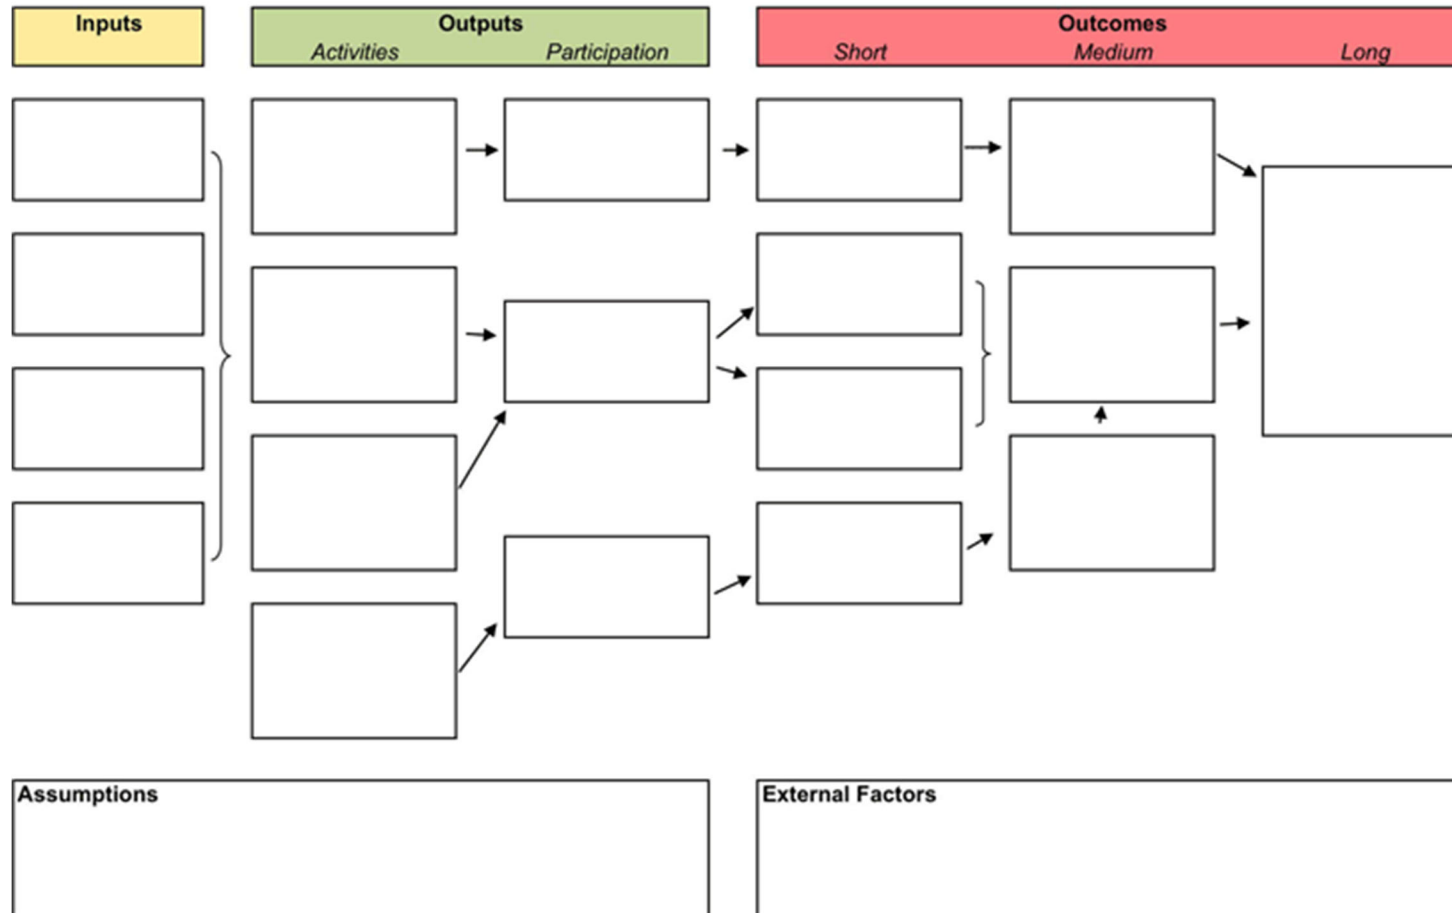 Inputs
Outputs
Activities Participation
Outcomes
Short Medium Long
Assumptions
External Factors